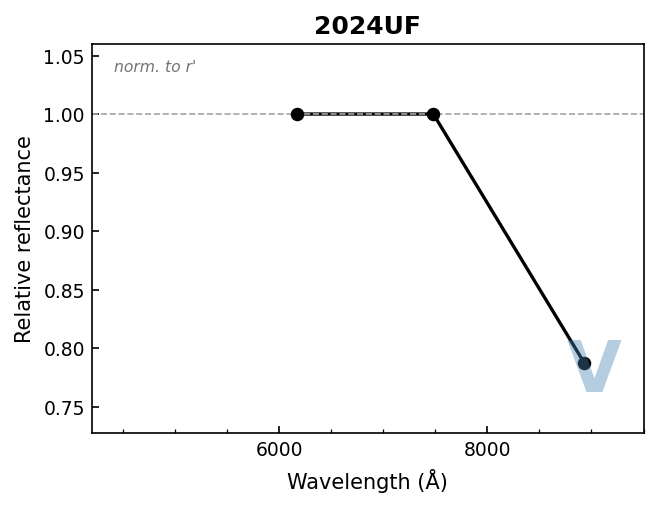 2024UF
norm. to r'
Relative reflectance
1.05
1.00
0.95
0.90
0.85
0.80
0.75
V
6000
8000
Wavelength (Å)